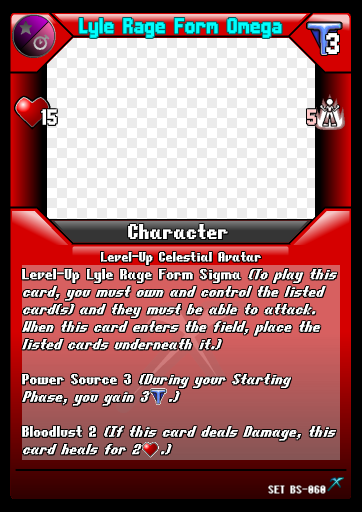 Lyle Rage Form Omega
3
15
5
Character
Level-Up Celestial Avatar
Level-Up Lyle Rage Form Sigma (To play this
card, you must own and control the listed
card(s) and they must be able to attack.
When this card enters the field, place the
listed cards underneath it.)
Power Source 3 (During your Starting
Phase, you gain 3T.)
Bloodlust 2 (If this card deals Damage, this
card heals for 2.)
SET BS-060